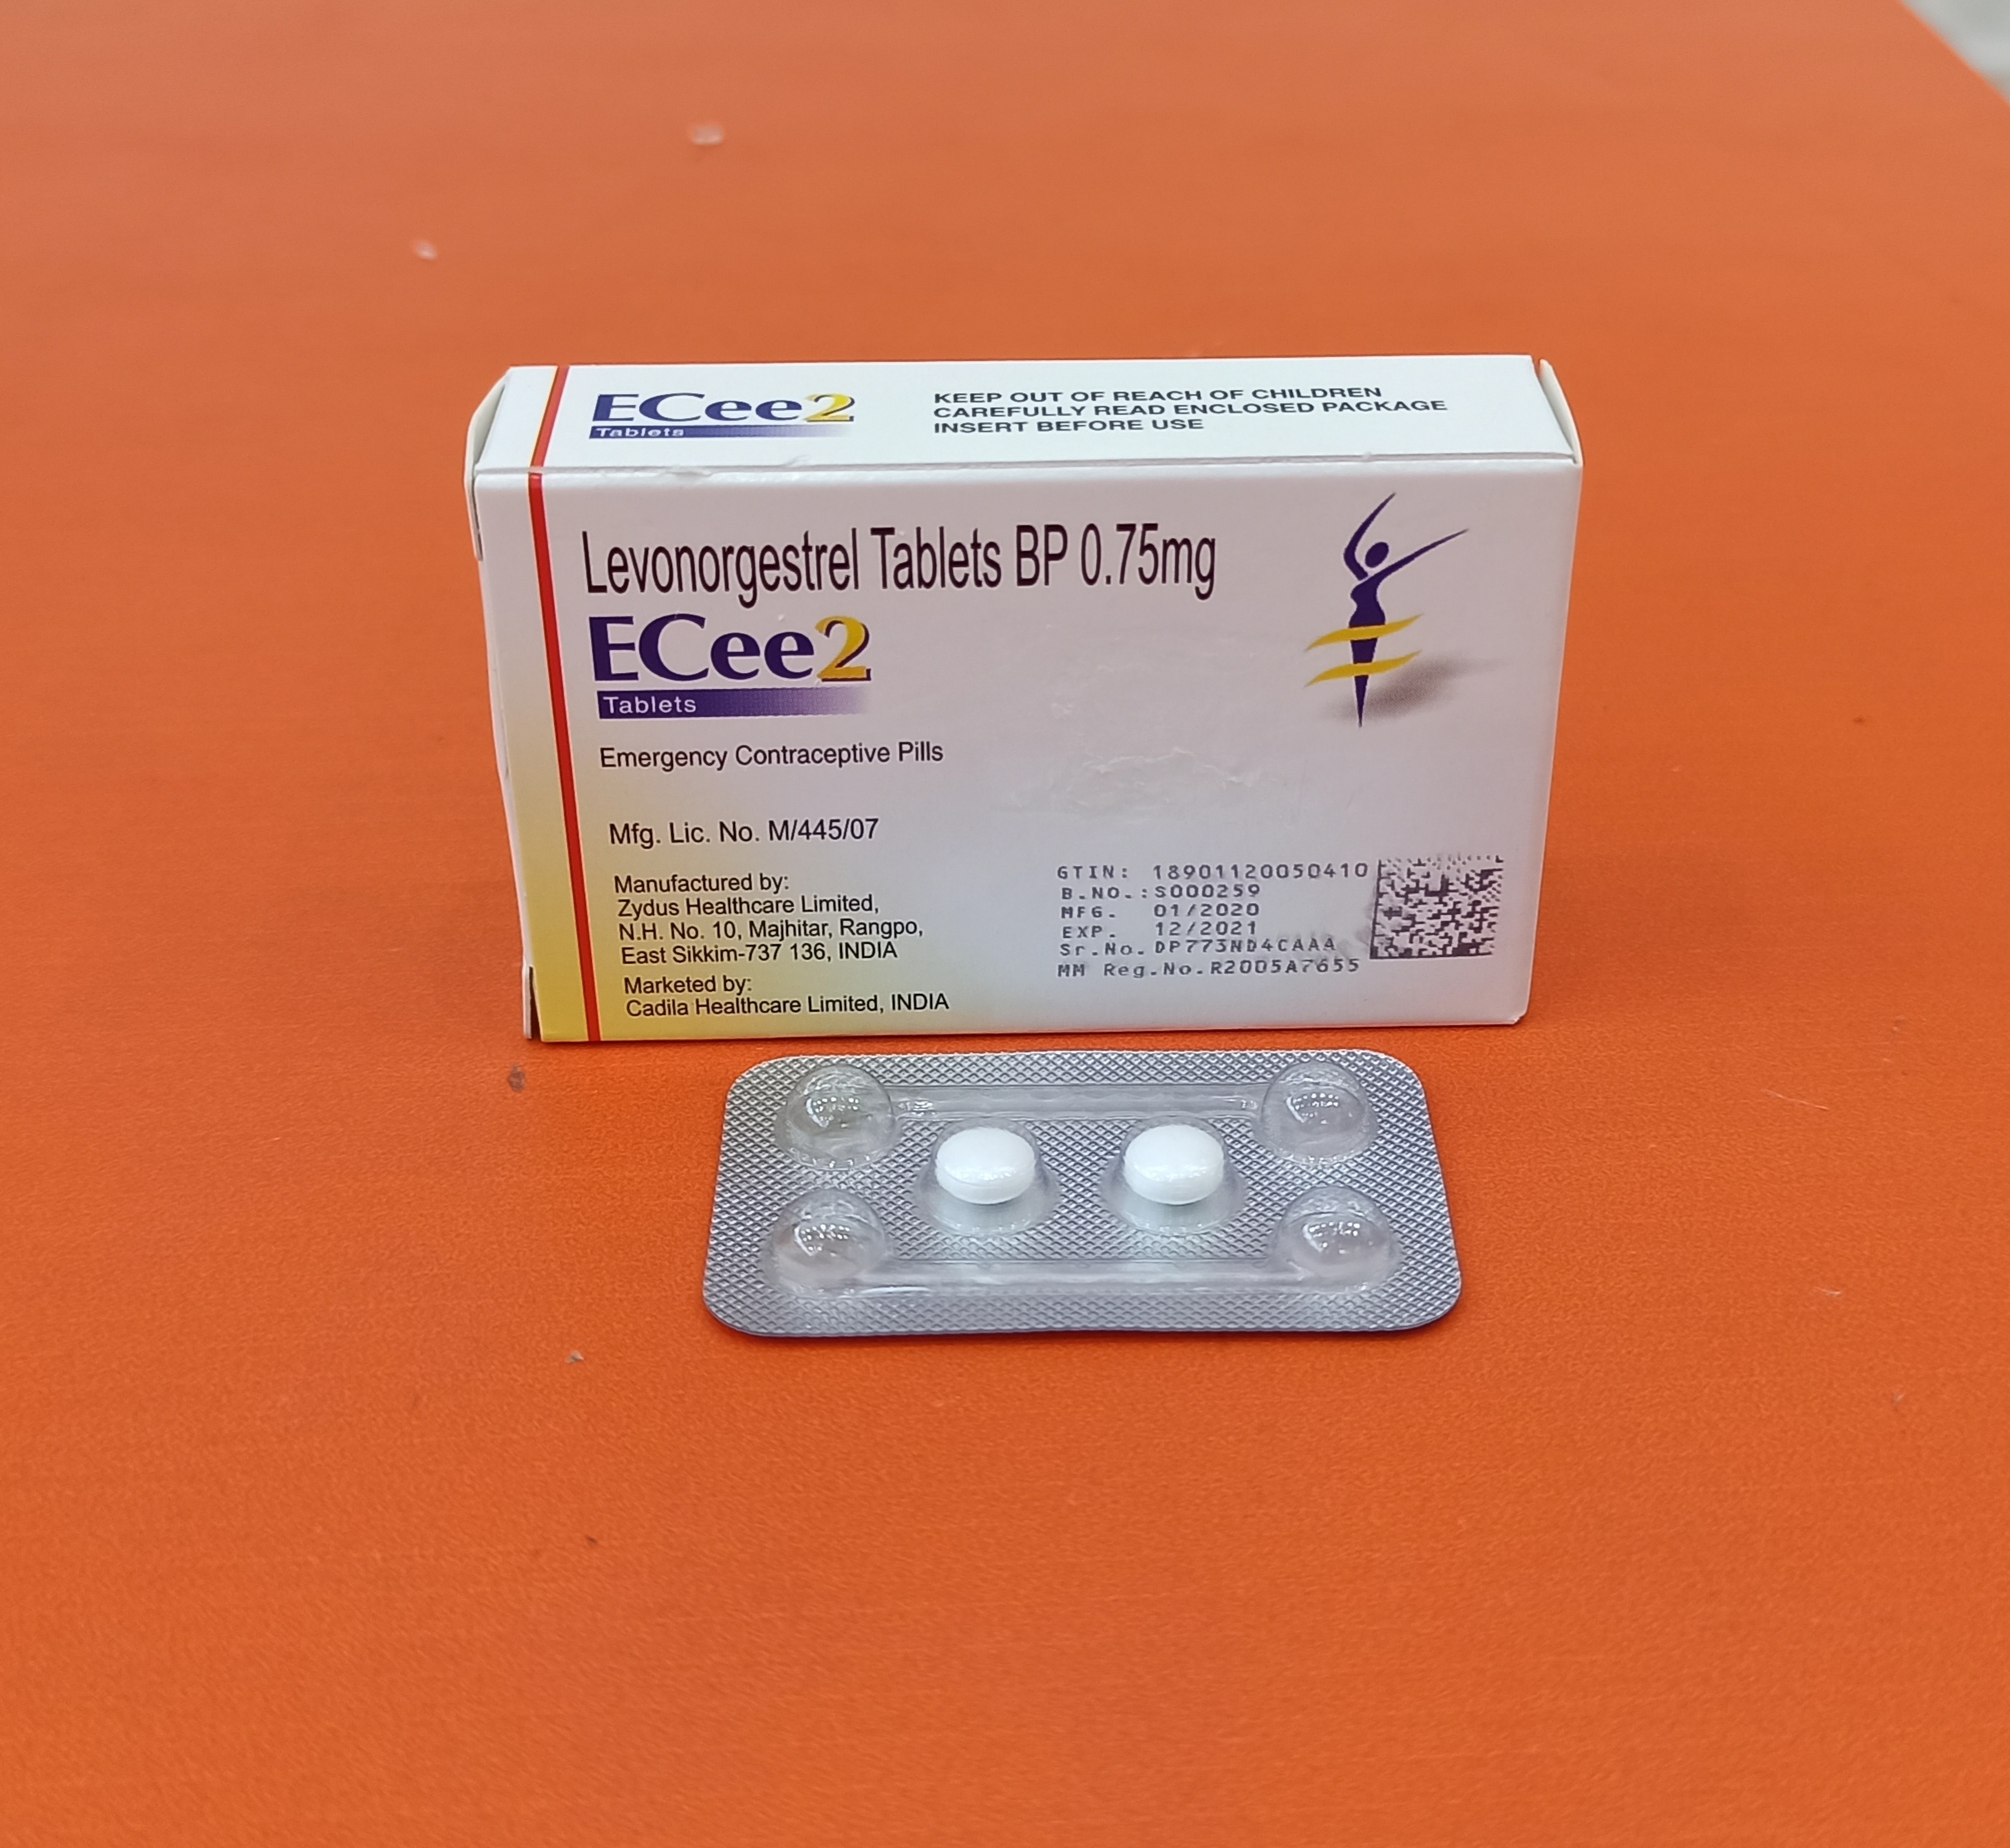 ECee2
Tablets
KEEP OUT OF REACH OF CHILDREN
CAREFULLY READ ENCLOSED PACKAGE
INSERT BEFORE USE
Levonorgestrel Tablets BP 0.75mg
ECee2
Tablets
Emergency Contraceptive Pills
Mfg. Lic. No. M/445/07
Manufactured by:
Zydus Healthcare Limited,
N.H. No. 10, Majhitar, Rangpo,
East Sikkim-737 136, INDIA
Marketed by:
Cadila Healthcare Limited, INDIA
GTIN: 18901120050410
B.NO.:S000259
MFG. 01/2020
EXP. 12/2021
Sr.No.DP773ND4CAAA
MM Reg.No.R2005A7655